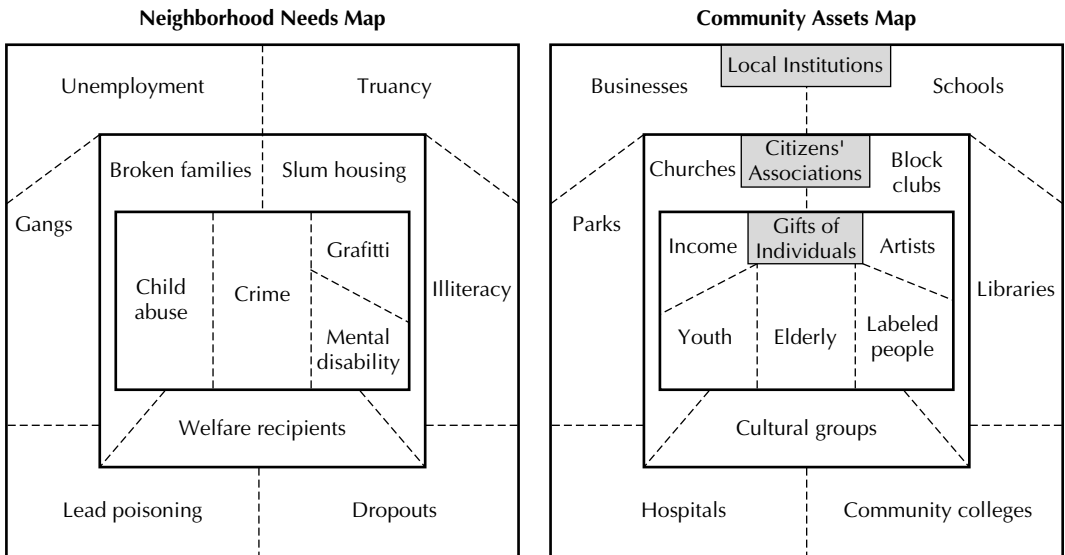 Neighborhood Needs Map
Unemployment
Truancy
Broken families
Slum housing
Gangs
Child
abuse
Crime
Grafitti
Mental
disability
Illiteracy
Welfare recipients
Lead poisoning
Dropouts
Community Assets Map
Local Institutions
Businesses
Schools
Citizens'
Associations
Churches
Block
clubs
Parks
Gifts of
Individuals
Income
Artists
Libraries
Youth
Elderly
Labeled
people
Cultural groups
Hospitals
Community colleges